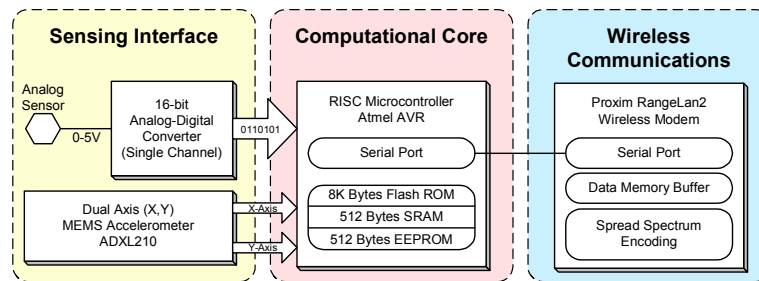 Sensing Interface
Analog
Sensor
0-5V
16-bit
Analog-Digital
Converter
(Single Channel)
0110101
Dual Axis (X,Y)
MEMS Accelerometer
ADXL210
X-Axis
Y-Axis
Computational Core
RISC Microcontroller
Atmel AVR
Serial Port
8K Bytes Flash ROM
512 Bytes SRAM
512 Bytes EEPROM
Wireless
Communications
Proxim RangeLan2
Wireless Modem
Serial Port
Data Memory Buffer
Spread Spectrum
Encoding